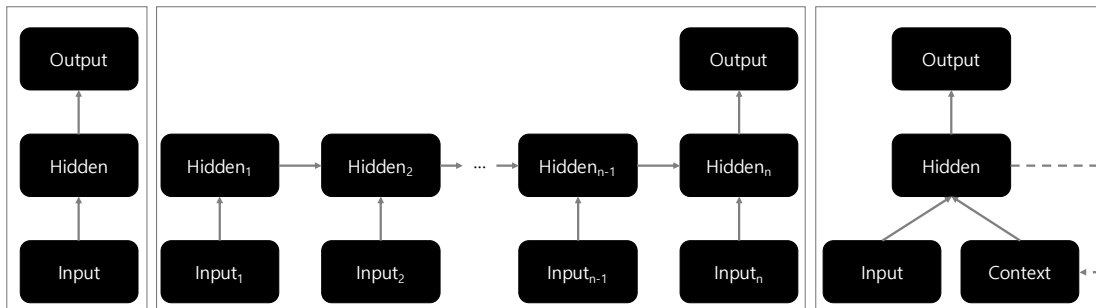 Output
Hidden
Input
Output
Hidden₁
Hidden₂
...
Hiddenₙ₋₁
Hiddenₙ
Input₁
Input₂
Inputₙ₋₁
Inputₙ
Output
Hidden
Input
Context